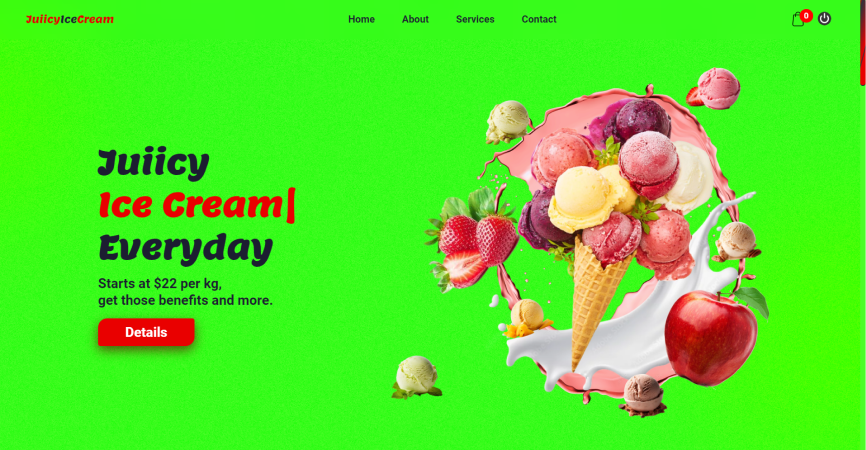 JuiicyIceCream
Home
About
Services
Contact
0
Juiicy
Ice Cream|
Everyday
Starts at $22 per kg,
get those benefits and more.
Details